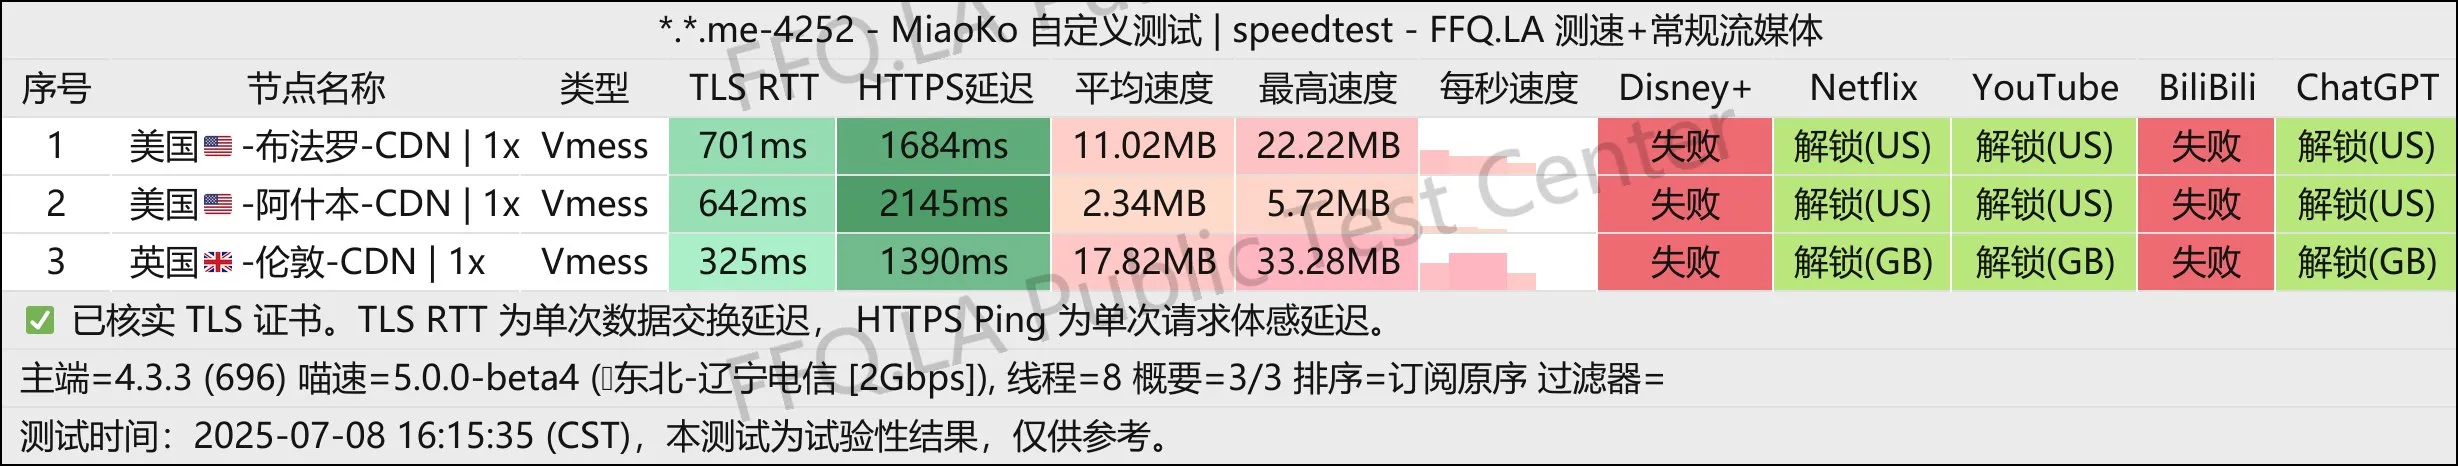 *.*.me-4252 - MiaoKo 自定义测试 | speedtest - FFQ.LA 测速+常规流媒体
序号 节点名称 类型 TLS RTT HTTPS延迟 平均速度 最高速度 每秒速度 Disney+ Netflix YouTube BiliBili ChatGPT
1 美国🇺🇸-布法罗-CDN | 1x Vmess 701ms 1684ms 11.02MB 22.22MB 失败 解锁(US) 解锁(US) 失败 解锁(US)
2 美国🇺🇸-阿什本-CDN | 1x Vmess 642ms 2145ms 2.34MB 5.72MB 失败 解锁(US) 解锁(US) 失败 解锁(US)
3 英国🇬🇧-伦敦-CDN | 1x Vmess 325ms 1390ms 17.82MB 33.28MB 失败 解锁(GB) 解锁(GB) 失败 解锁(GB)
✅ 已核实 TLS 证书。TLS RTT 为单次数据交换延迟， HTTPS Ping 为单次请求体感延迟。
主端=4.3.3 (696) 喵速=5.0.0-beta4 (东北-辽宁电信 [2Gbps]), 线程=8 概要=3/3 排序=订阅原序 过滤器=
测试时间：2025-07-08 16:15:35 (CST)，本测试为试验性结果，仅供参考。
FFQ.LA Public Test Center
FFQ.LA Pu